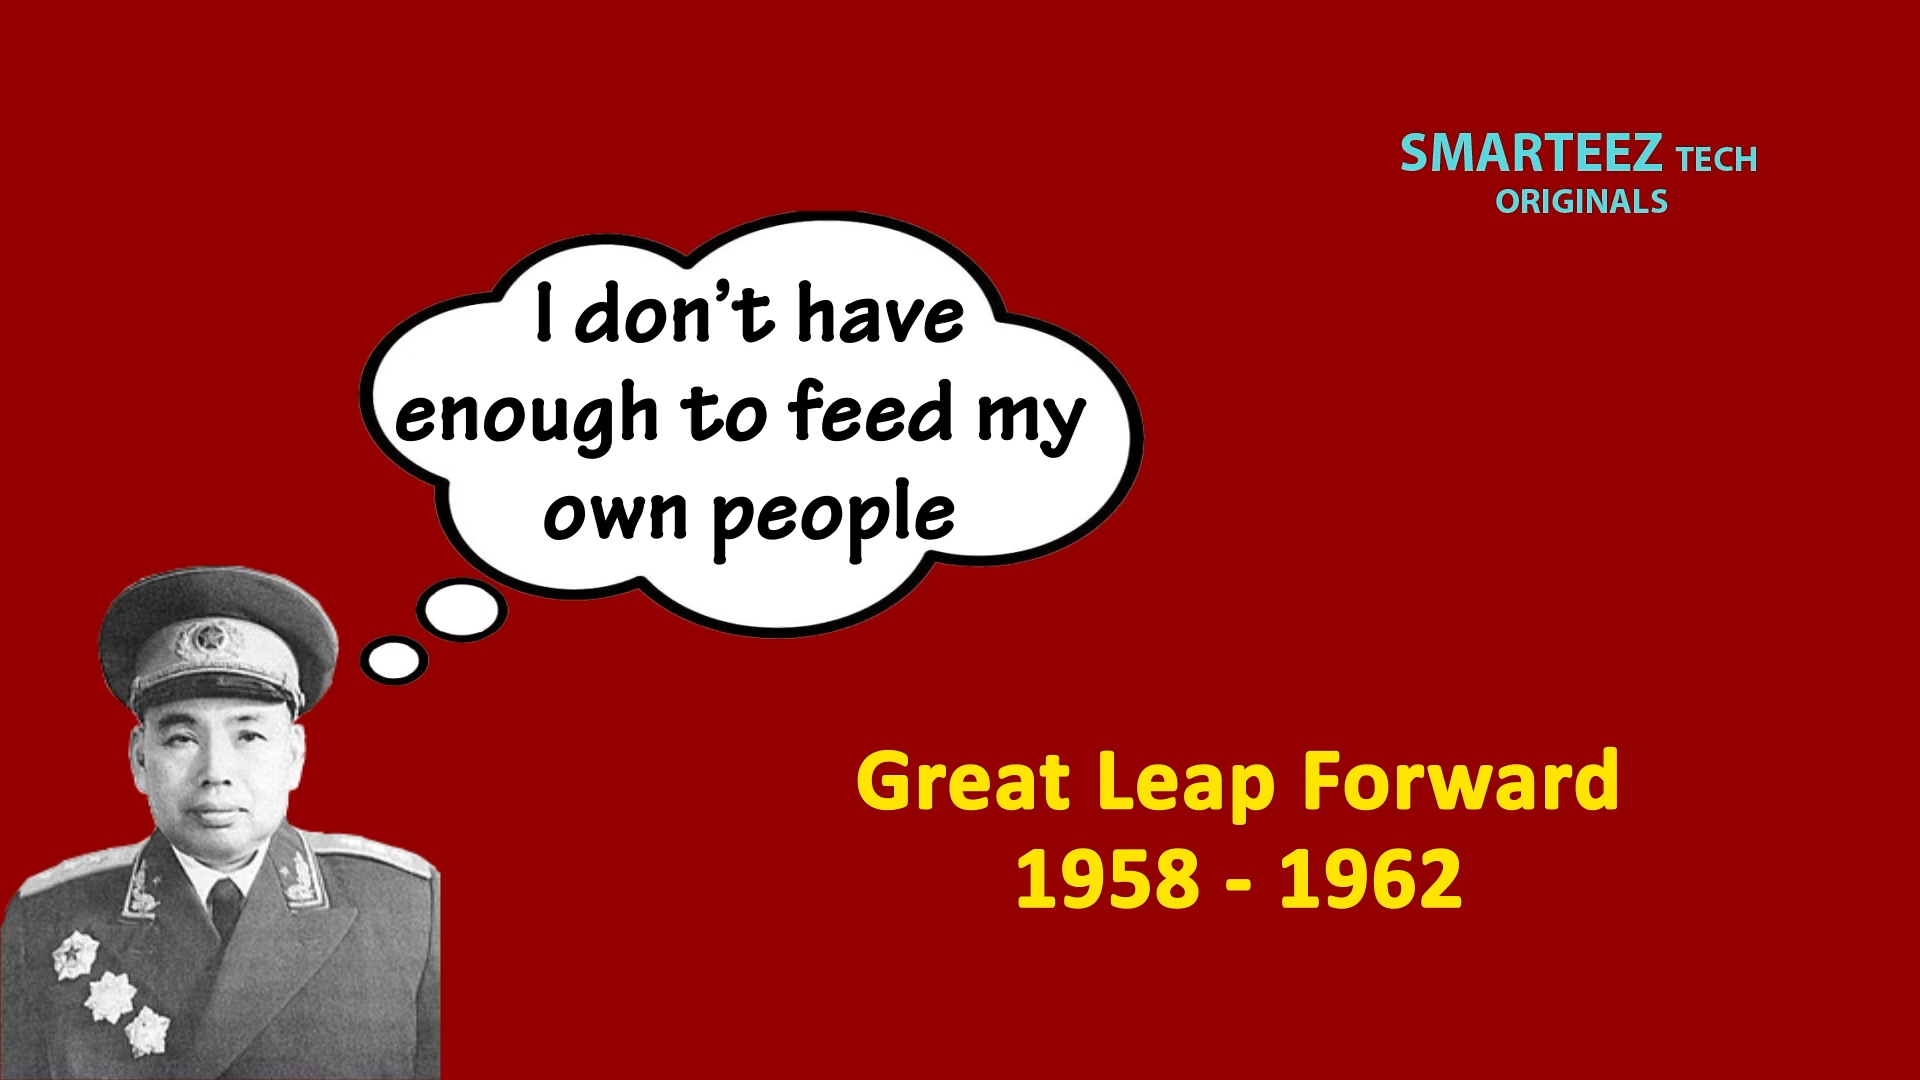 SMARTEEZ TECH
ORIGINALS
I don’t have
enough to feed my
own people
Great Leap Forward
1958 - 1962